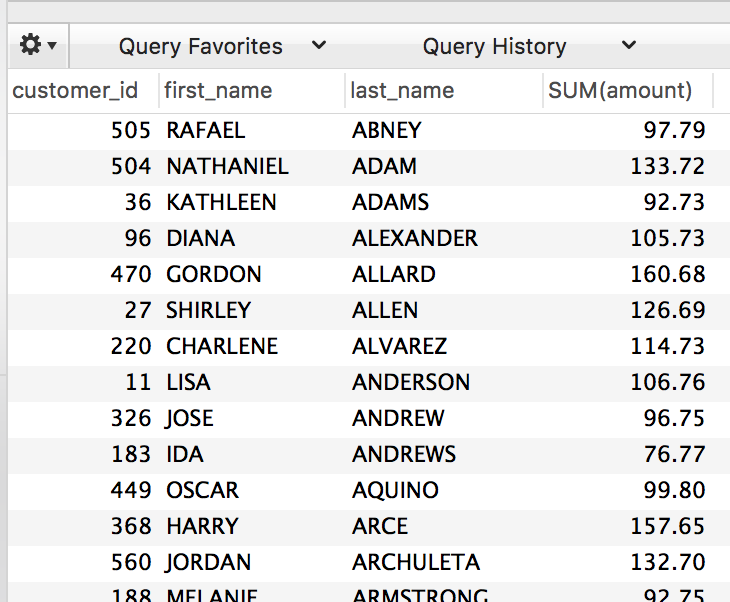 Query Favorites Query History
customer_id first_name last_name SUM(amount)
505 RAFAEL ABNEY 97.79
504 NATHANIEL ADAM 133.72
36 KATHLEEN ADAMS 92.73
96 DIANA ALEXANDER 105.73
470 GORDON ALLARD 160.68
27 SHIRLEY ALLEN 126.69
220 CHARLENE ALVAREZ 114.73
11 LISA ANDERSON 106.76
326 JOSE ANDREW 96.75
183 IDA ANDREWS 76.77
449 OSCAR AQUINO 99.80
368 HARRY ARCE 157.65
560 JORDAN ARCHULETA 132.70
188 MELANIE ARMSTRONG 92.75